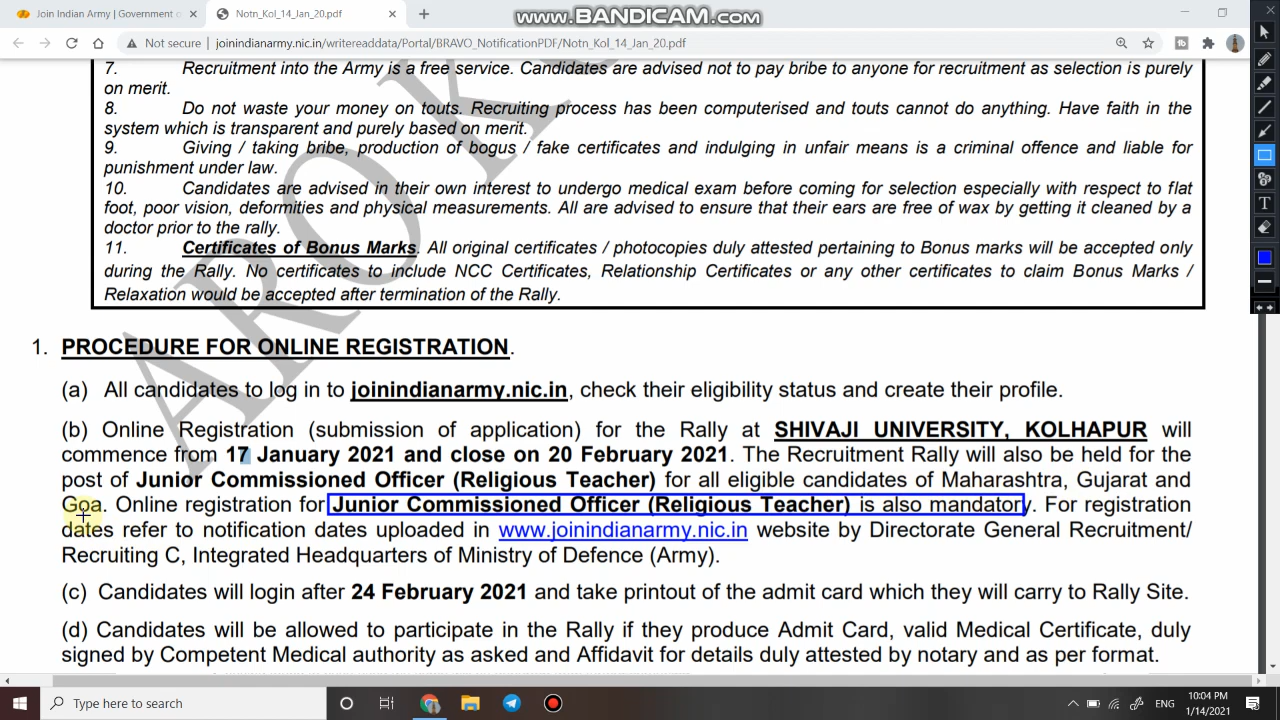 Join Indian Army | Government o
Notn_Kol_14_Jan_20.pdf
www.BANDICAM.com
Not secure | joinindianarmy.nic.in/writereaddata/Portal/BRAVO_NotificationPDF/Notn_Kol_14_Jan_20.pdf
7. Recruitment into the Army is a free service. Candidates are advised not to pay bribe to anyone for recruitment as selection is purely
on merit.
8. Do not waste your money on touts. Recruiting process has been computerised and touts cannot do anything. Have faith in the
system which is transparent and purely based on merit.
9. Giving / taking bribe, production of bogus / fake certificates and indulging in unfair means is a criminal offence and liable for
punishment under law.
10. Candidates are advised in their own interest to undergo medical exam before coming for selection especially with respect to flat
foot, poor vision, deformities and physical measurements. All are advised to ensure that their ears are free of wax by getting it cleaned by a
doctor prior to the rally.
11. Certificates of Bonus Marks. All original certificates / photocopies duly attested pertaining to Bonus marks will be accepted only
during the Rally. No certificates to include NCC Certificates, Relationship Certificates or any other certificates to claim Bonus Marks /
Relaxation would be accepted after termination of the Rally.
ARO K
1. PROCEDURE FOR ONLINE REGISTRATION.
(a) All candidates to log in to joinindianarmy.nic.in, check their eligibility status and create their profile.
(b) Online Registration (submission of application) for the Rally at SHIVAJI UNIVERSITY, KOLHAPUR will
commence from 17 January 2021 and close on 20 February 2021. The Recruitment Rally will also be held for the
post of Junior Commissioned Officer (Religious Teacher) for all eligible candidates of Maharashtra, Gujarat and
Goa. Online registration for Junior Commissioned Officer (Religious Teacher) is also mandatory. For registration
dates refer to notification dates uploaded in www.joinindianarmy.nic.in website by Directorate General Recruitment/
Recruiting C, Integrated Headquarters of Ministry of Defence (Army).
(c) Candidates will login after 24 February 2021 and take printout of the admit card which they will carry to Rally Site.
(d) Candidates will be allowed to participate in the Rally if they produce Admit Card, valid Medical Certificate, duly
signed by Competent Medical authority as asked and Affidavit for details duly attested by notary and as per format.
Type here to search
ENG
10:04 PM
1/14/2021